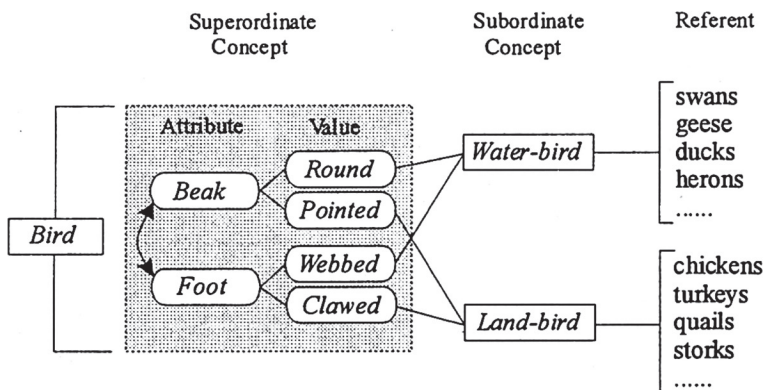 Superordinate
Concept
Subordinate
Concept
Referent
Attribute
Value
Bird
Beak
Foot
Round
Pointed
Webbed
Clawed
Water-bird
Land-bird
swans
geese
ducks
herons
......
chickens
turkeys
quails
storks
......